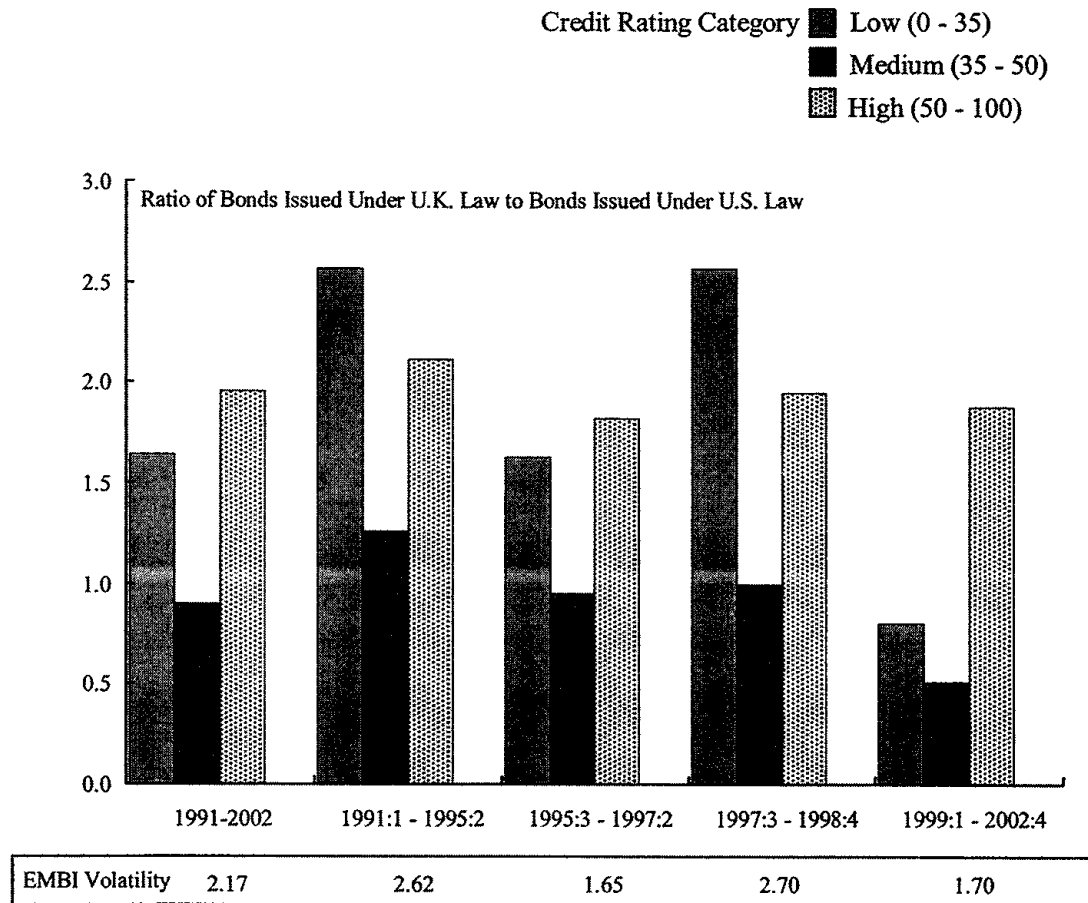 Credit Rating Category Low (0 - 35)
Medium (35 - 50)
High (50 - 100)
3.0
Ratio of Bonds Issued Under U.K. Law to Bonds Issued Under U.S. Law
2.5
2.0
1.5
1.0
0.5
0.0
1991-2002 1991:1 - 1995:2 1995:3 - 1997:2 1997:3 - 1998:4 1999:1 - 2002:4
EMBI Volatility 2.17 2.62 1.65 2.70 1.70